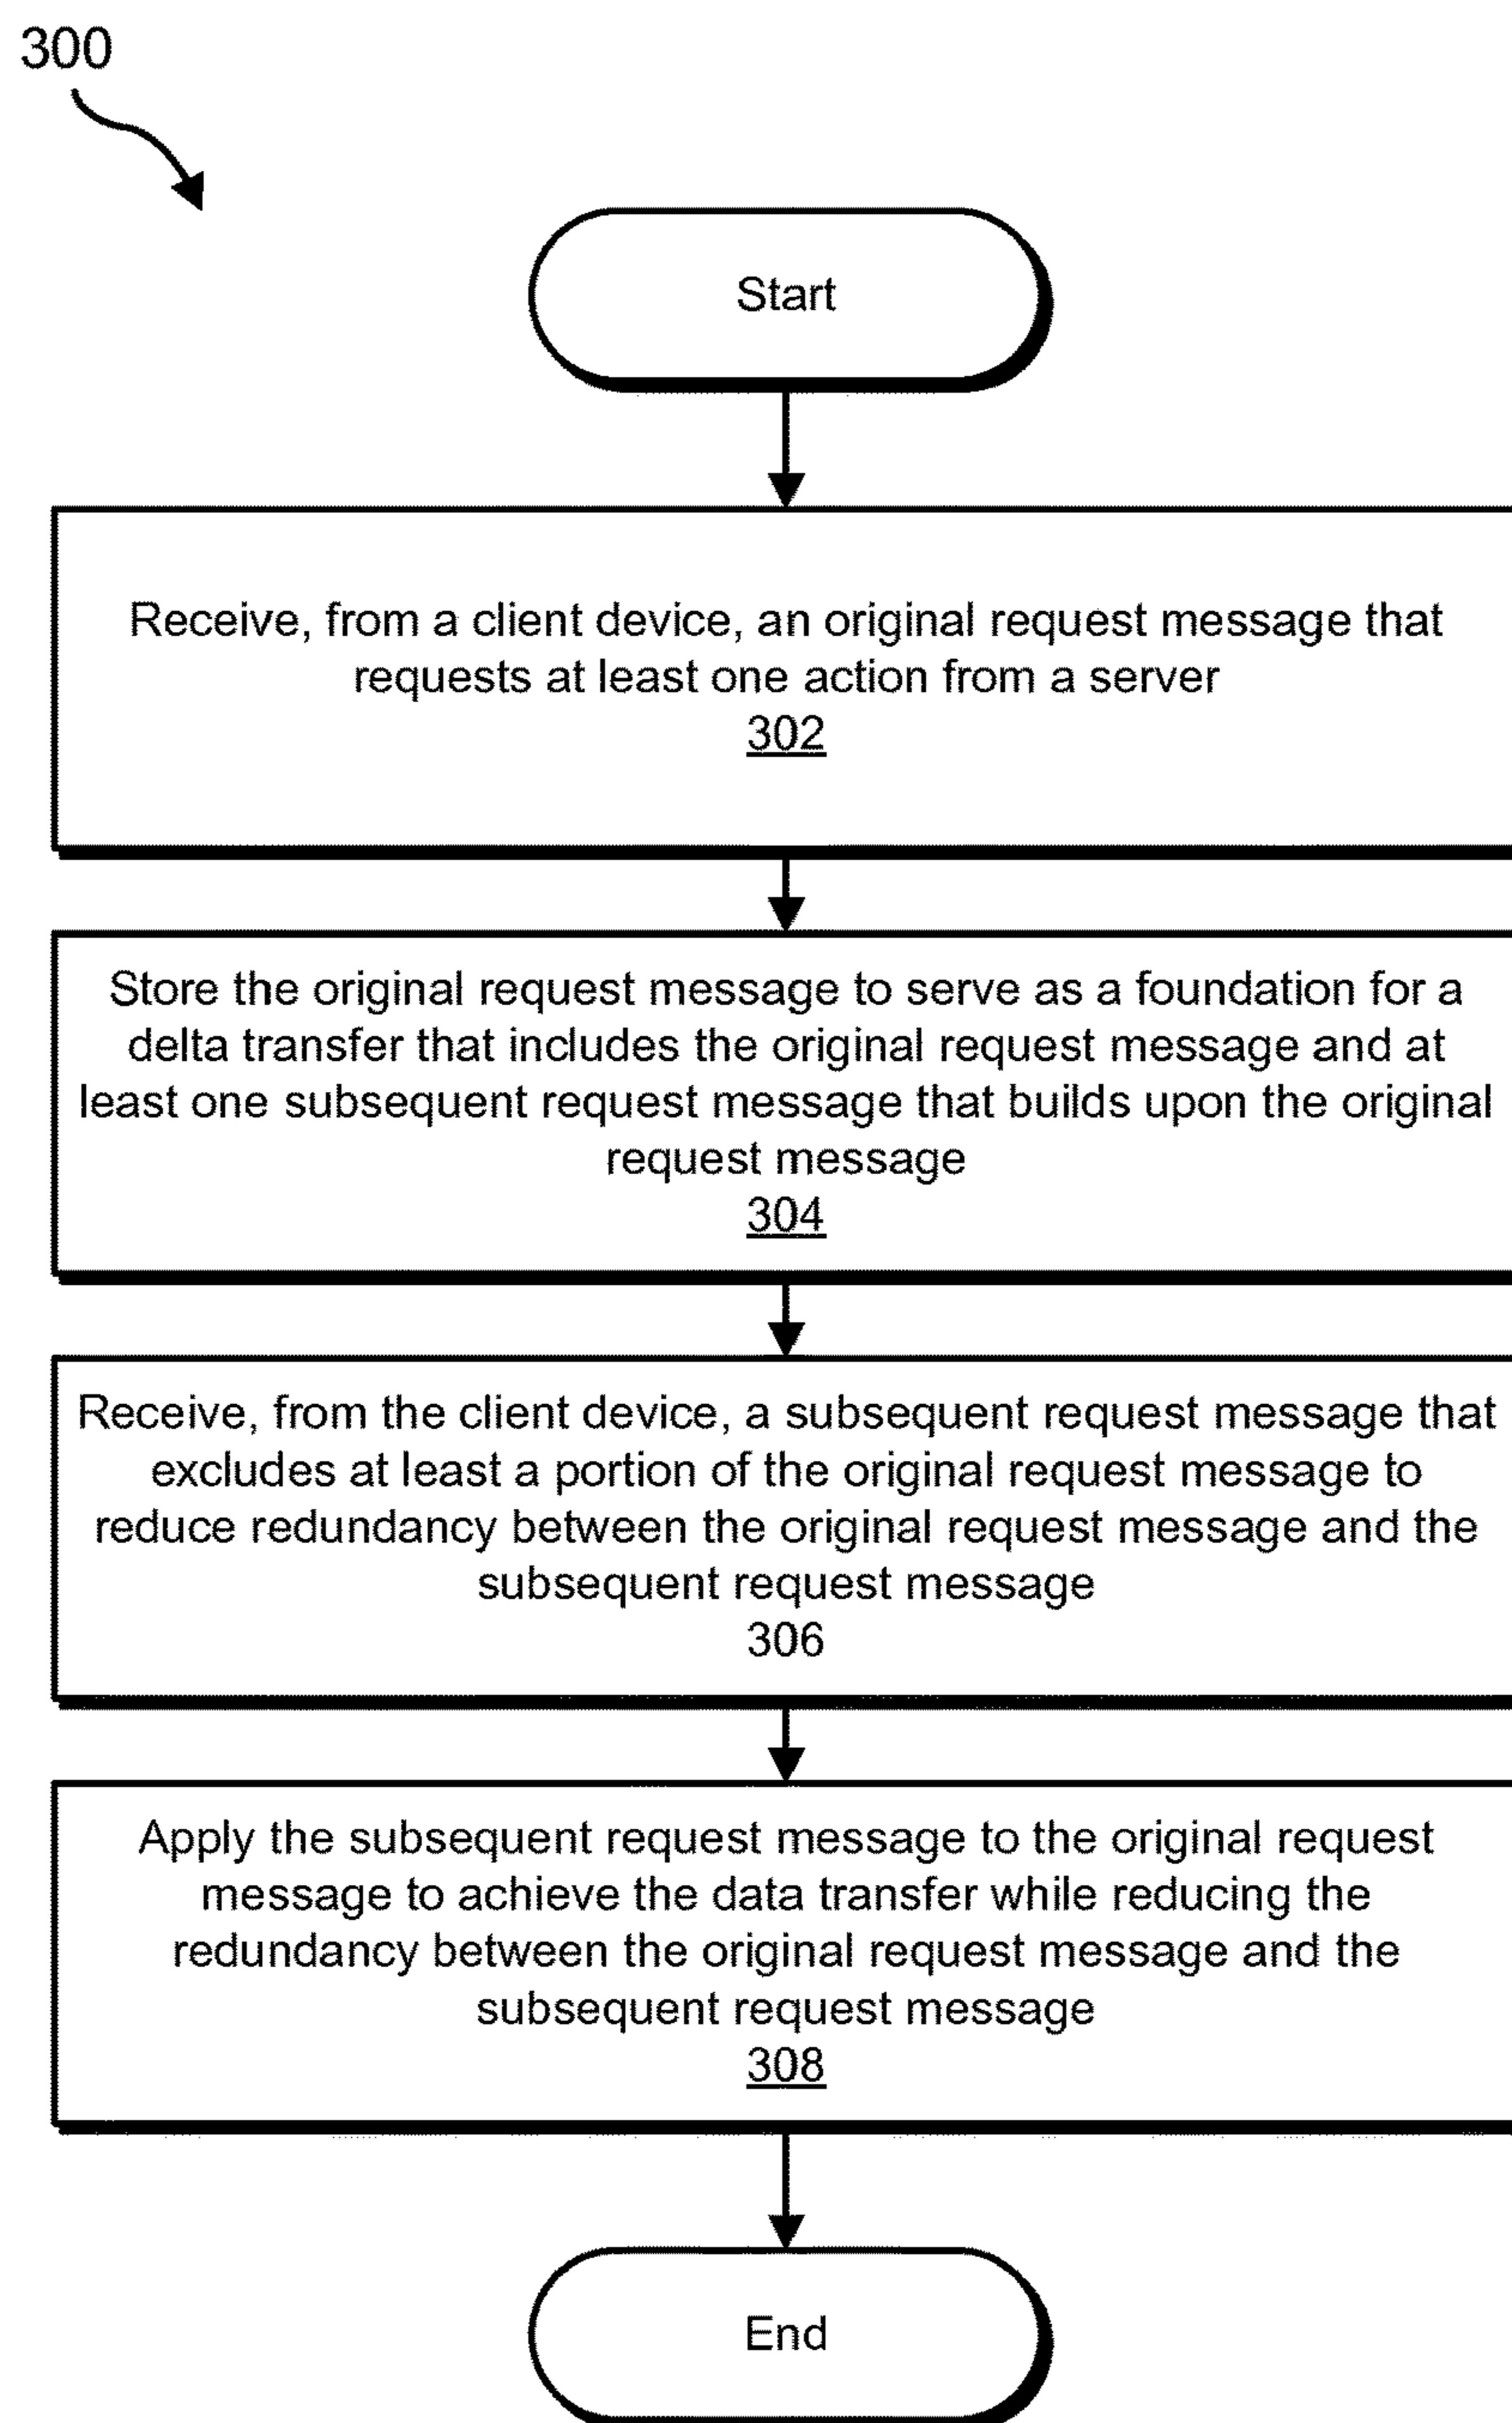 300
Start
Receive, from a client device, an original request message that
requests at least one action from a server
302
Store the original request message to serve as a foundation for a
delta transfer that includes the original request message and at
least one subsequent request message that builds upon the original
request message
304
Receive, from the client device, a subsequent request message that
excludes at least a portion of the original request message to
reduce redundancy between the original request message and the
subsequent request message
306
Apply the subsequent request message to the original request
message to achieve the data transfer while reducing the
redundancy between the original request message and the
subsequent request message
308
End